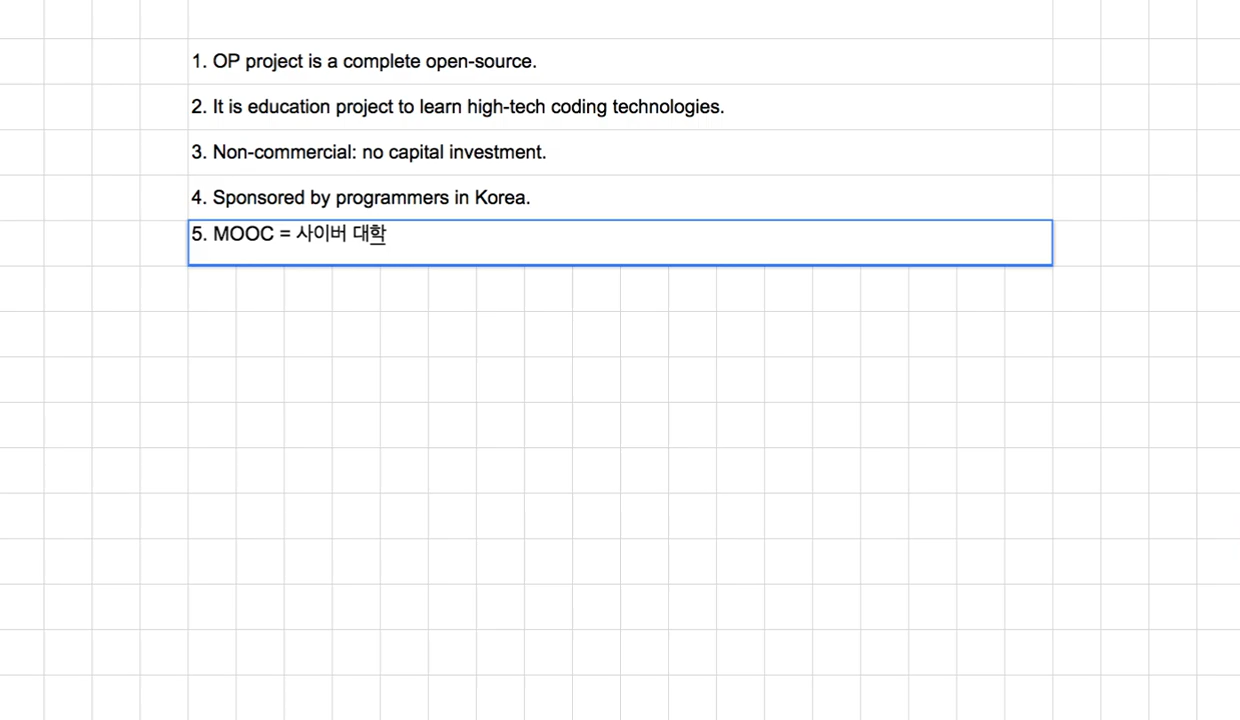 1. OP project is a complete open-source.
2. It is education project to learn high-tech coding technologies.
3. Non-commercial: no capital investment.
4. Sponsored by programmers in Korea.
5. MOOC = 사이버 대학